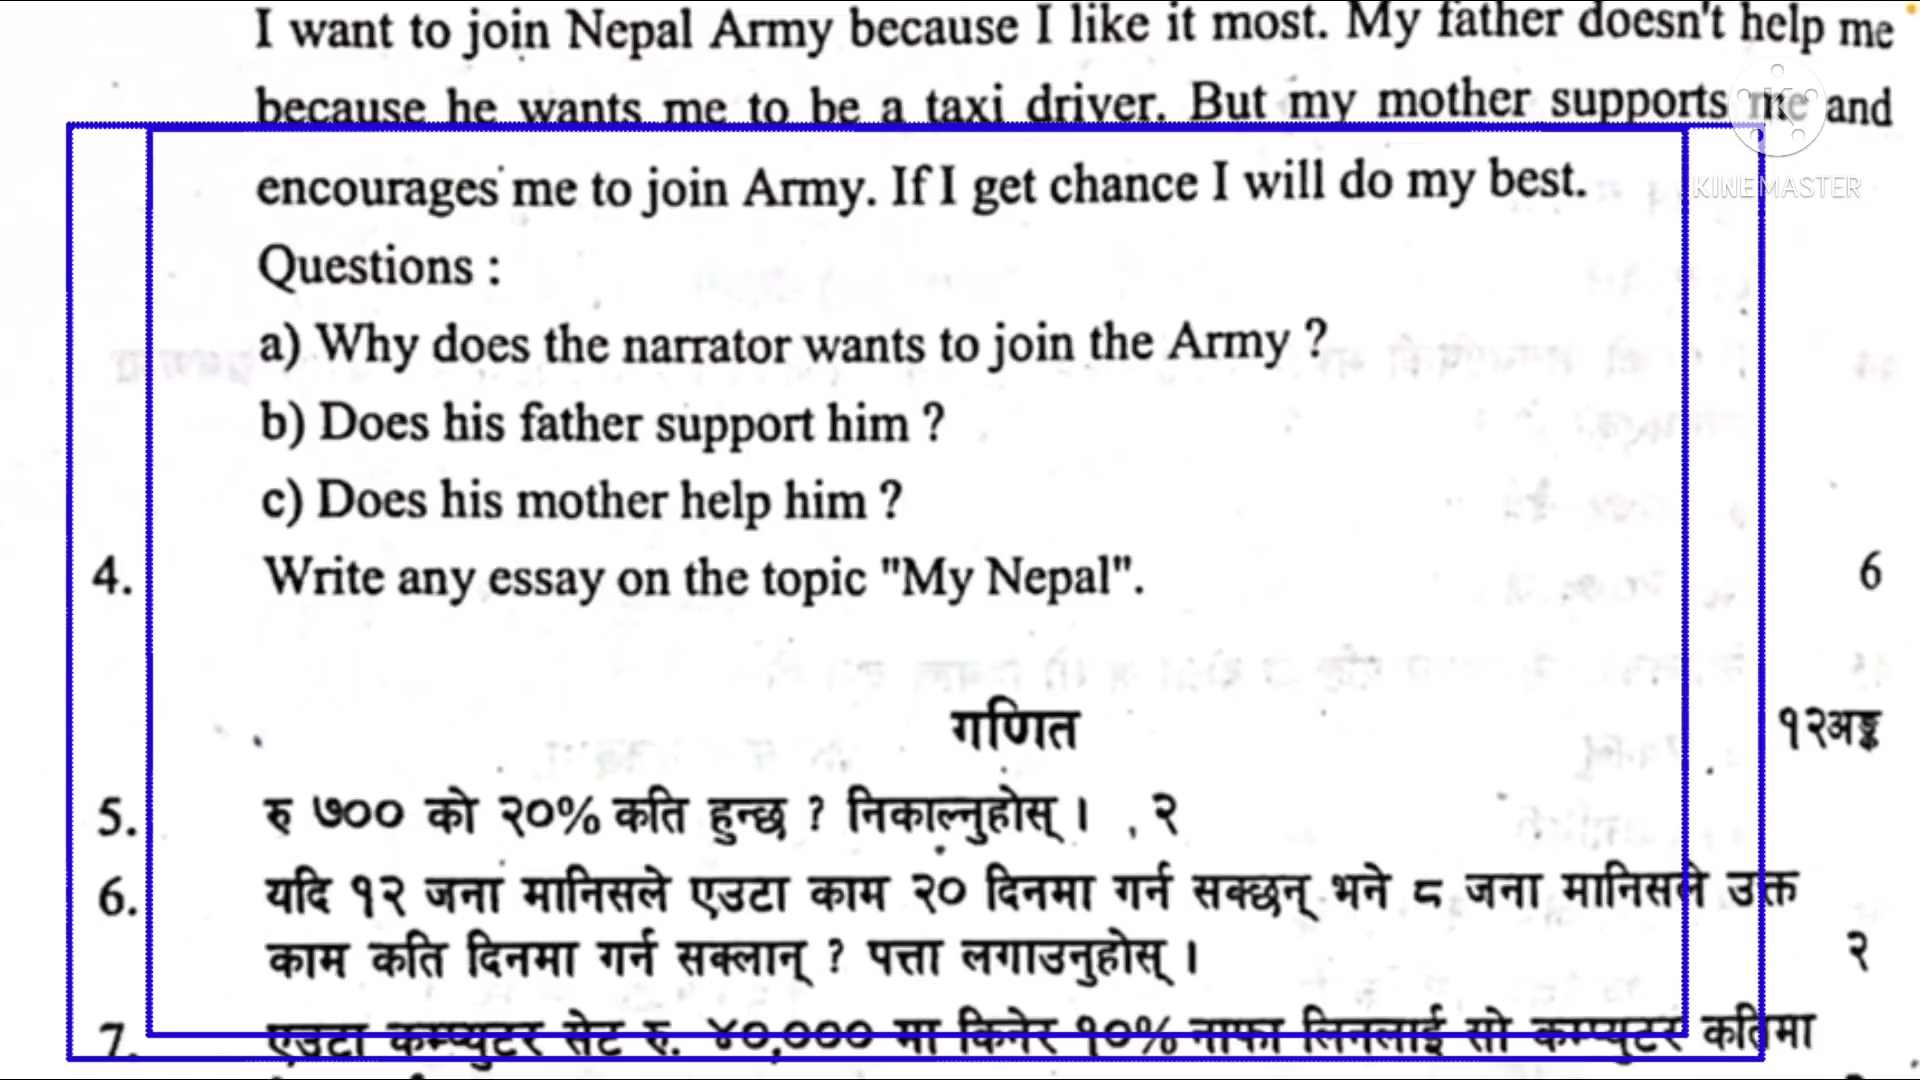 I want to join Nepal Army because I like it most. My father doesn't help me
because he wants me to be a taxi driver. But my mother supports me and
KINEMASTER
encourages me to join Army. If I get chance I will do my best.
Questions :
a) Why does the narrator wants to join the Army ?
b) Does his father support him ?
c) Does his mother help him ?
4. Write any essay on the topic "My Nepal". 6
गणित १२अङ्क
5. रु ७०० को २०% कति हुन्छ ? निकाल्नुहोस् । २
6. यदि १२ जना मानिसले एउटा काम २० दिनमा गर्न सक्छन् भने ८ जना मानिसले उक्त
काम कति दिनमा गर्न सक्लान् ? पत्ता लगाउनुहोस् । २
7. एउटा कम्प्युटर सेट रु. ४०,००० मा किनेर १०% नाफा लिनलाई सो कम्प्युटर कतिमा